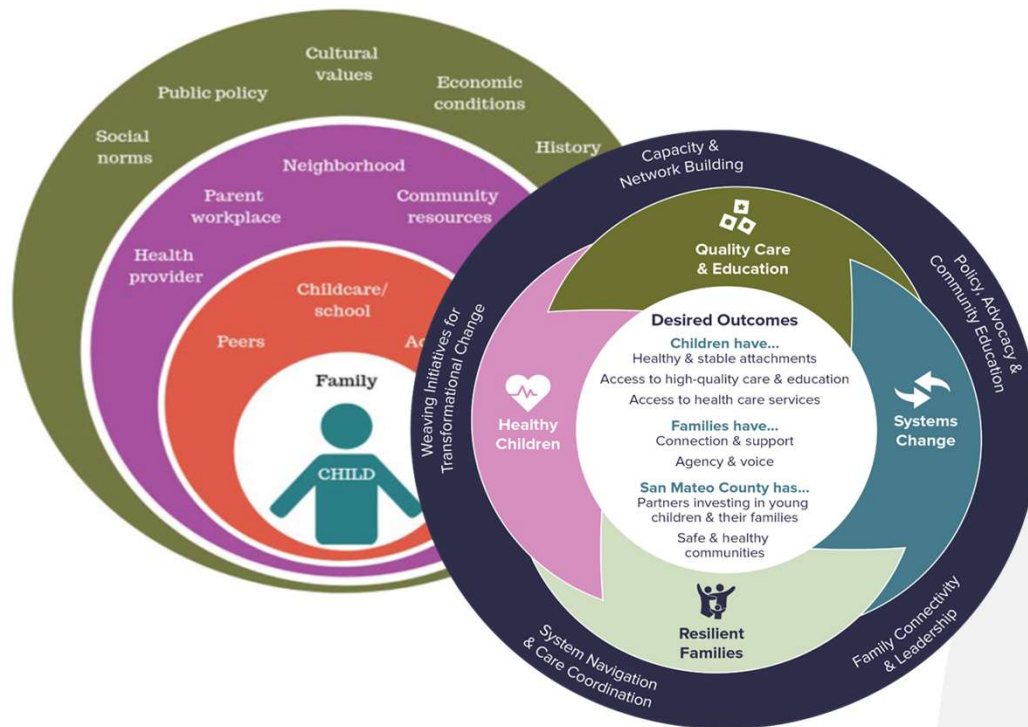 Cultural
values
Public policy
Economic
conditions
Social
norms
History
Neighborhood
Parent
workplace
Community
resources
Health
provider
Childcare/
school
Peers
Family
CHILD
Capacity &
Network Building
Policy, Advocacy &
Community Education
Family Connectivity
& Leadership
System Navigation
& Care Coordination
Weaving Initiatives for
Transformational Change
Quality Care
& Education
Systems
Change
Resilient
Families
Healthy
Children
Desired Outcomes
Children have...
Healthy & stable attachments
Access to high-quality care & education
Access to health care services
Families have...
Connection & support
Agency & voice
San Mateo County has...
Partners investing in young
children & their families
Safe & healthy
communities